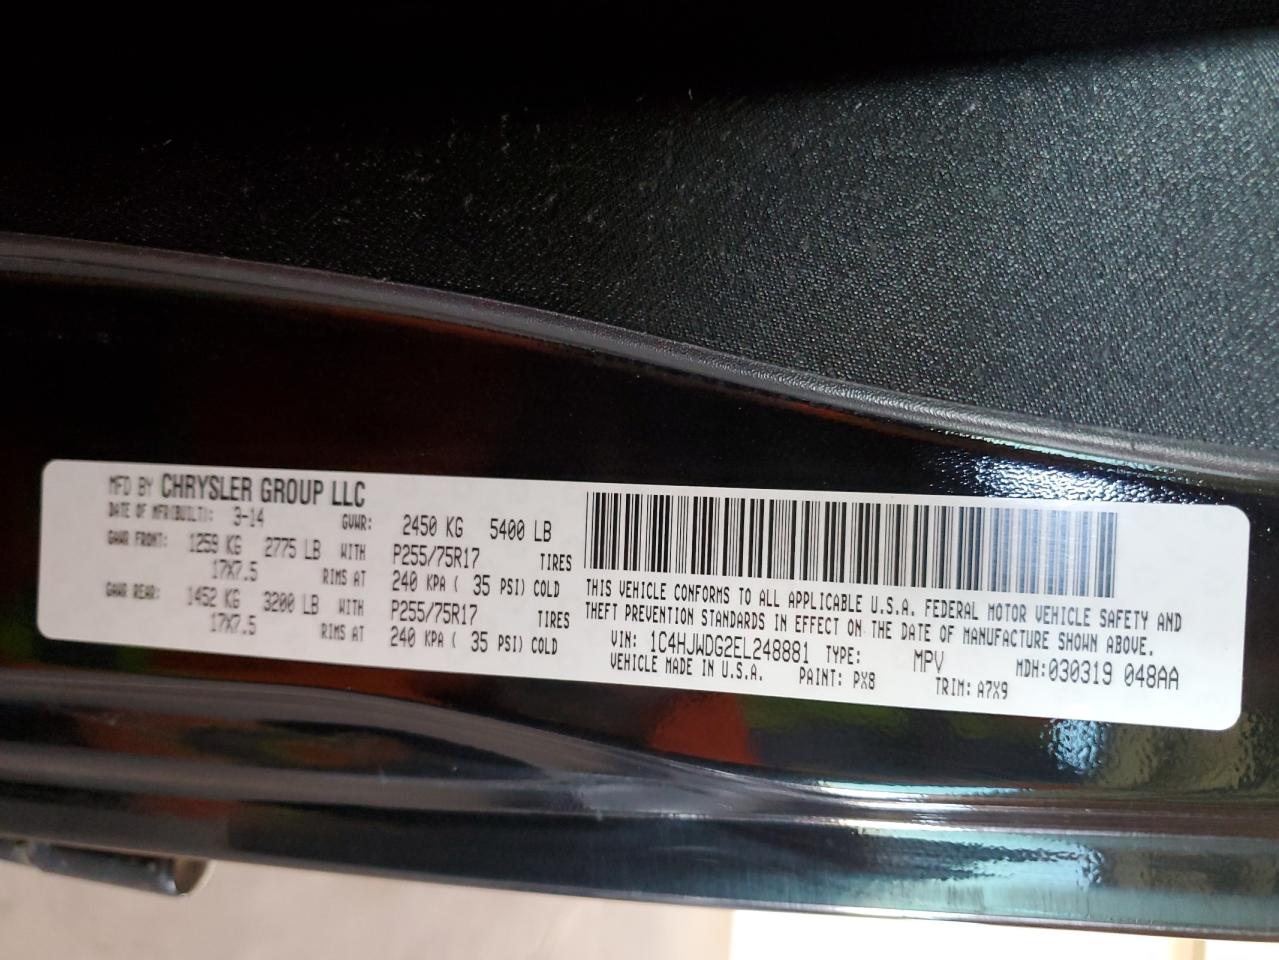 MFD BY CHRYSLER GROUP LLC
DATE OF MFR(BUILT): 3-14 GVWR: 2450 KG 5400 LB
GAWR FRONT: 1259 KG 2775 LB WITH P255/75R17 TIRES
17X7.5 RIMS AT 240 KPA ( 35 PSI) COLD
GAWR REAR: 1452 KG 3200 LB WITH P255/75R17 TIRES
17X7.5 RIMS AT 240 KPA ( 35 PSI) COLD
THIS VEHICLE CONFORMS TO ALL APPLICABLE U.S.A. FEDERAL MOTOR VEHICLE SAFETY AND
THEFT PREVENTION STANDARDS IN EFFECT ON THE DATE OF MANUFACTURE SHOWN ABOVE.
VIN: 1C4HJWDG2EL248881 TYPE: MPV MDH:030319 048AA
VEHICLE MADE IN U.S.A. PAINT: PX8 TRIM: A7X9